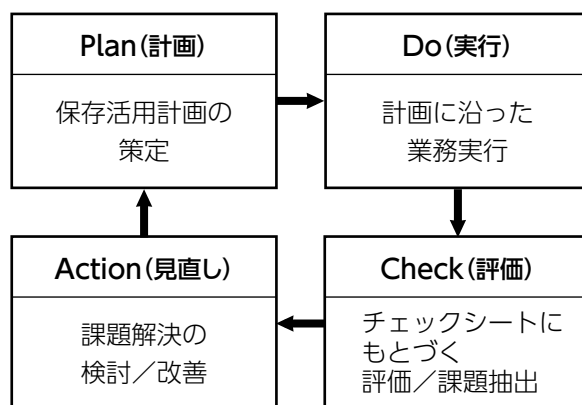 Plan(計画)
保存活用計画の
策定
Do(実行)
計画に沿った
業務実行
Action(見直し)
課題解決の
検討／改善
Check(評価)
チェックシートに
もとづく
評価／課題抽出